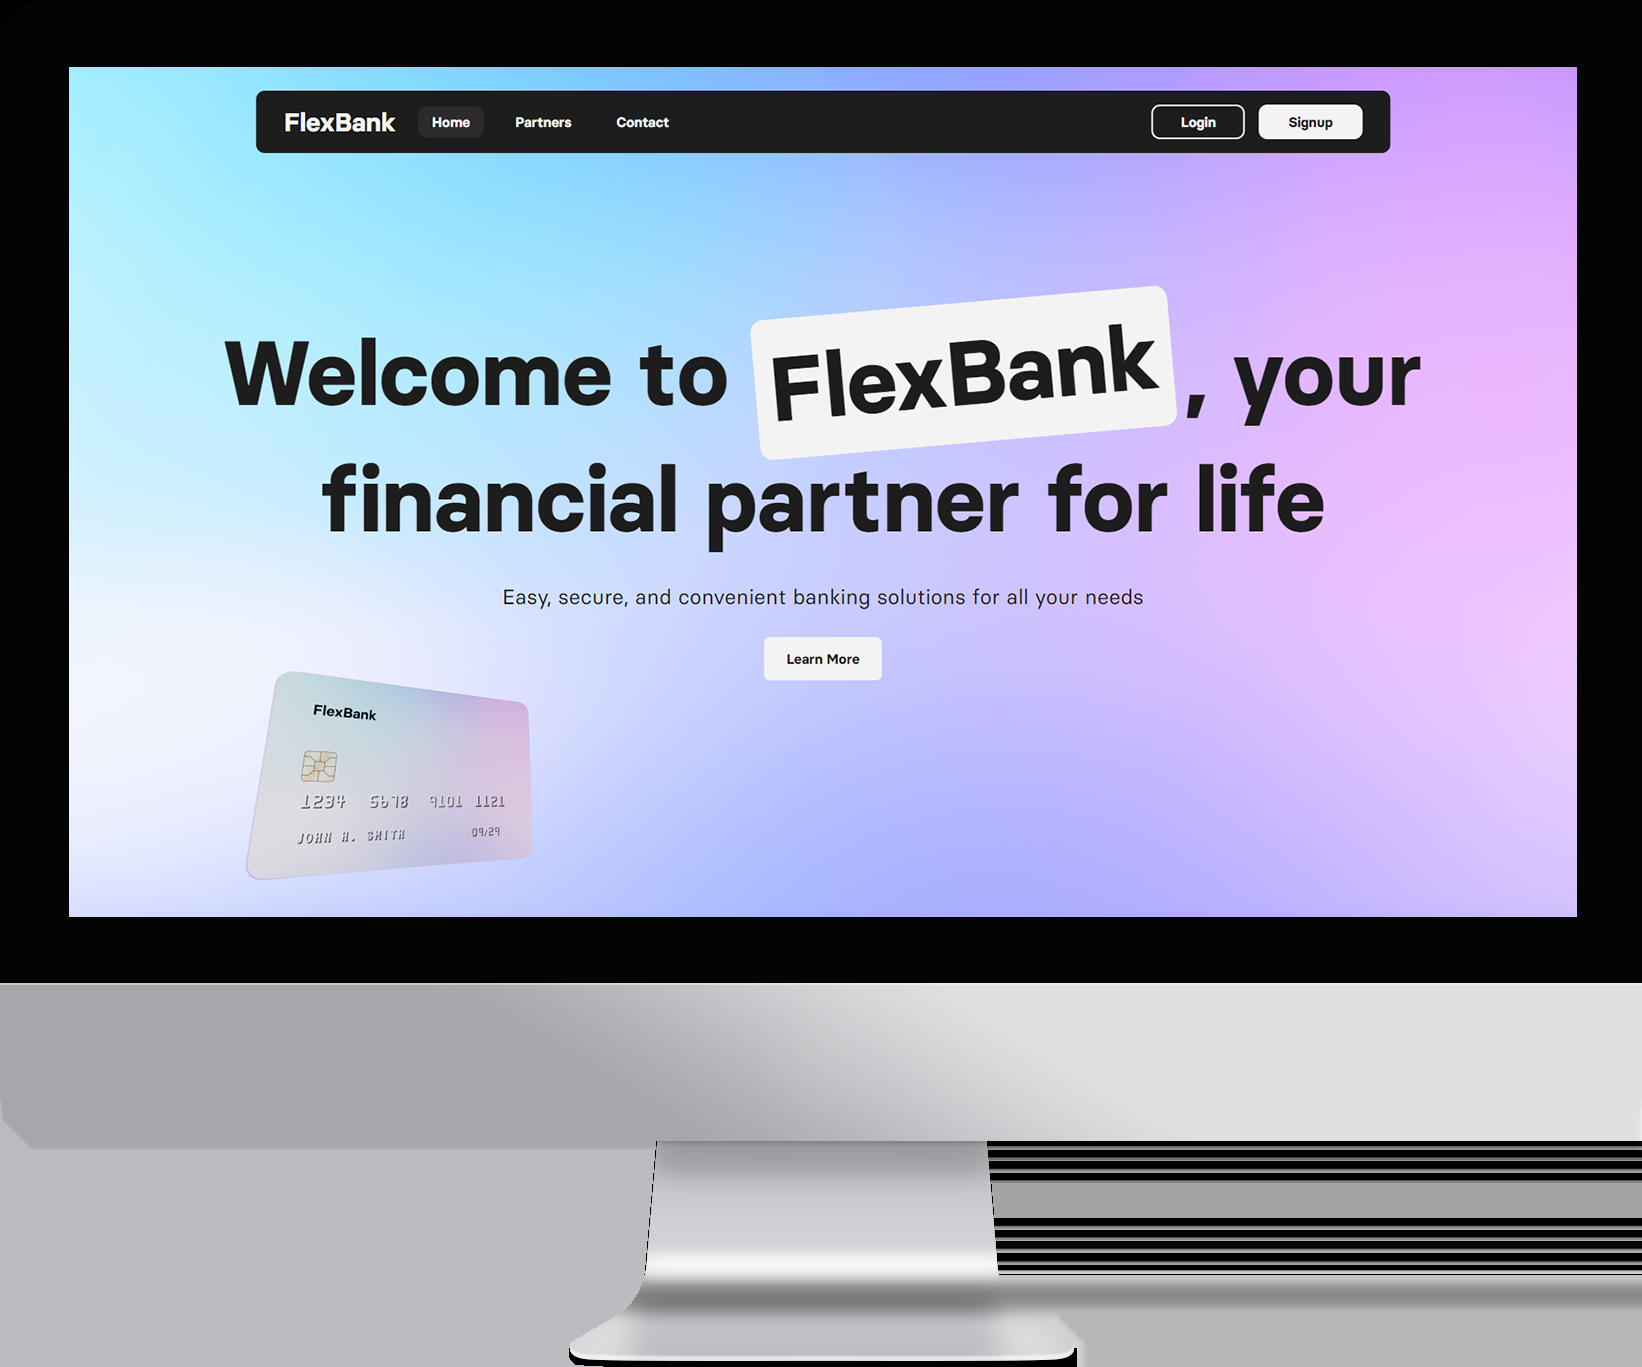 FlexBank Home Partners Contact Login Signup
Welcome to FlexBank, your
financial partner for life
Easy, secure, and convenient banking solutions for all your needs
Learn More
FlexBank
1234 5678 9101 1121
JOHN H. SMITH 09/29